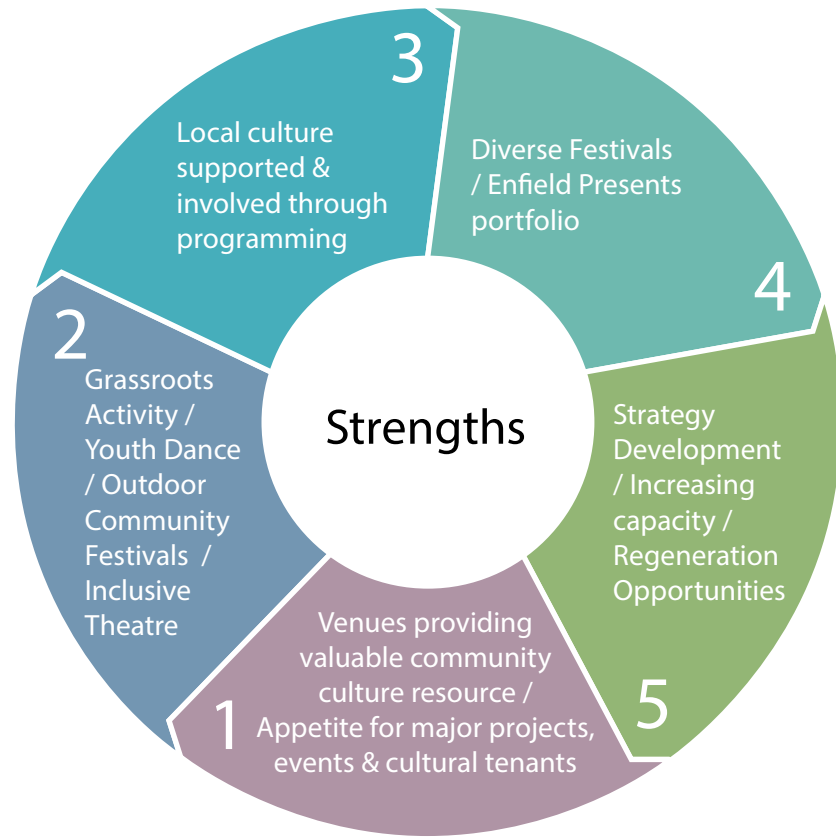 Strengths
1
Venues providing
valuable community
culture resource /
Appetite for major projects,
events & cultural tenants
2
Grassroots
Activity /
Youth Dance
/ Outdoor
Community
Festivals /
Inclusive
Theatre
3
Local culture
supported &
involved through
programming
4
Diverse Festivals
/ Enfield Presents
portfolio
5
Strategy
Development
/ Increasing
capacity /
Regeneration
Opportunities